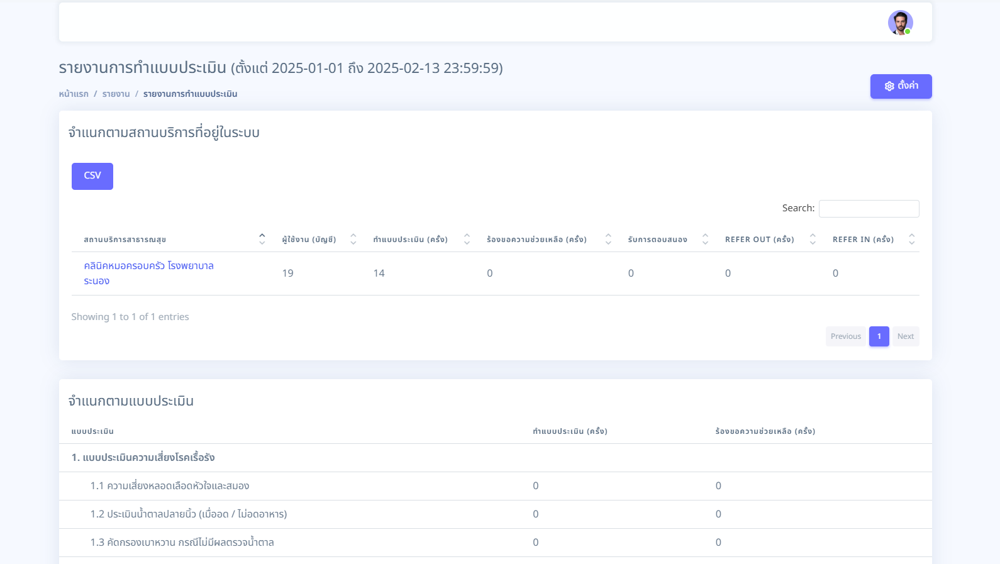 รายงานการทำแบบประเมิน (ตั้งแต่ 2025-01-01 ถึง 2025-02-13 23:59:59)
หน้าแรก / รายงาน / รายงานการทำแบบประเมิน
ตั้งค่า
จำแนกตามสถานบริการที่อยู่ในระบบ
CSV
Search:
สถานบริการสาธารณสุข ผู้ใช้งาน (บัญชี) ทำแบบประเมิน (ครั้ง) ร้องขอความช่วยเหลือ (ครั้ง) รับการตอบสนอง REFER OUT (ครั้ง) REFER IN (ครั้ง)
คลินิคหมอครอบครัว โรงพยาบาล
ระนอง
19 14 0 0 0 0
Showing 1 to 1 of 1 entries
Previous 1 Next
จำแนกตามแบบประเมิน
แบบประเมิน ทำแบบประเมิน (ครั้ง) ร้องขอความช่วยเหลือ (ครั้ง)
1. แบบประเมินความเสี่ยงโรคเรื้อรัง
1.1 ความเสี่ยงหลอดเลือดหัวใจและสมอง 0 0
1.2 ประเมินน้ำตาลปลายนิ้ว (เมื่ออด / ไม่อดอาหาร) 0 0
1.3 คัดกรองเบาหวาน กรณีไม่มีผลตรวจน้ำตาล 0 0